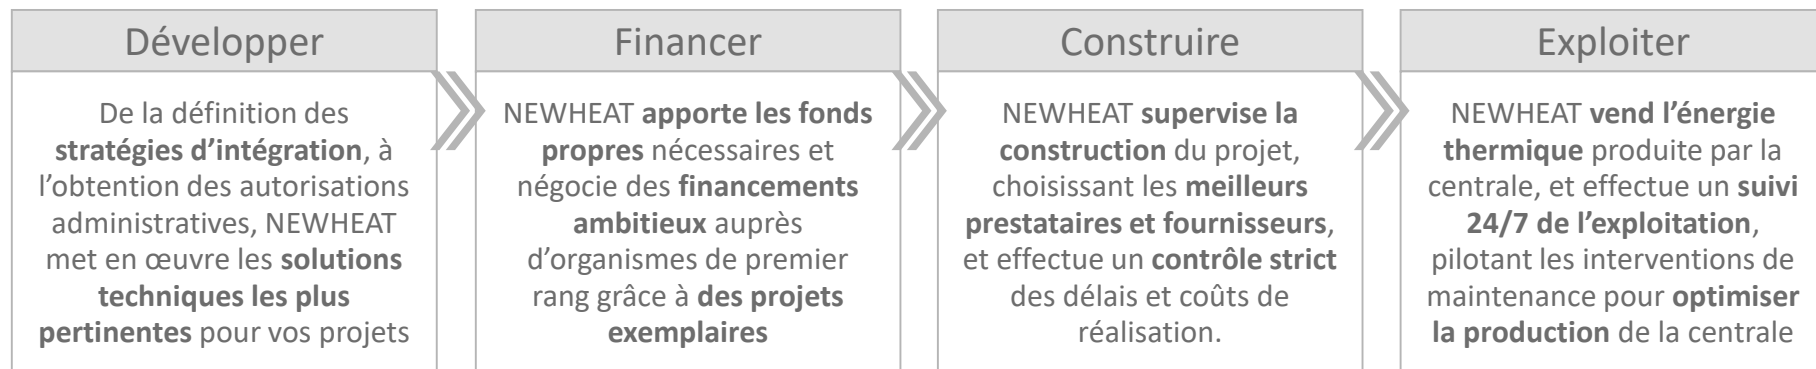 Développer
De la définition des
stratégies d’intégration, à
l’obtention des autorisations
administratives, NEWHEAT
met en œuvre les solutions
techniques les plus
pertinentes pour vos projets
Financer
NEWHEAT apporte les fonds
propres nécessaires et
négocie des financements
ambitieux auprès
d’organismes de premier
rang grâce à des projets
exemplaires
Construire
NEWHEAT supervise la
construction du projet,
choisissant les meilleurs
prestataires et fournisseurs,
et effectue un contrôle strict
des délais et coûts de
réalisation.
Exploiter
NEWHEAT vend l’énergie
thermique produite par la
centrale, et effectue un suivi
24/7 de l’exploitation,
pilotant les interventions de
maintenance pour optimiser
la production de la centrale